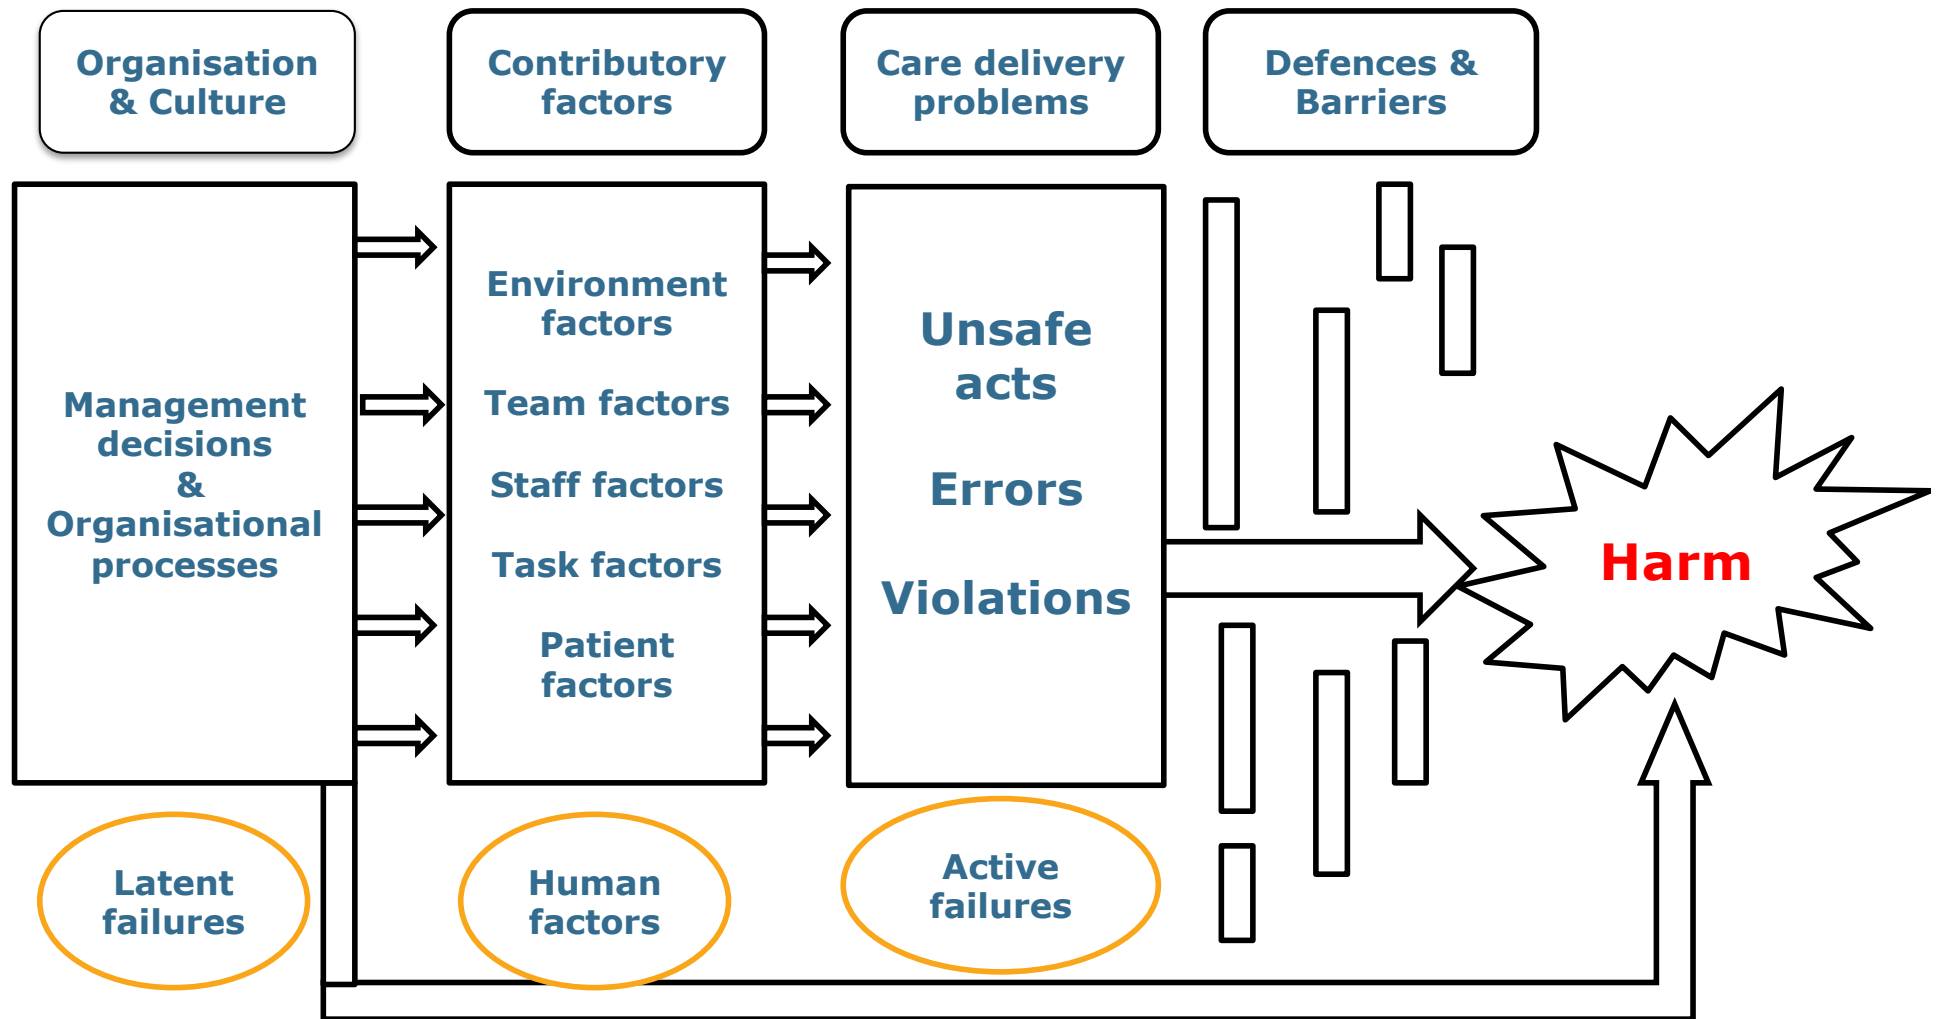 Organisation
& Culture
Contributory
factors
Care delivery
problems
Defences &
Barriers
Management
decisions
&
Organisational
processes
Environment
factors
Team factors
Staff factors
Task factors
Patient
factors
Unsafe
acts
Errors
Violations
Harm
Latent
failures
Human
factors
Active
failures